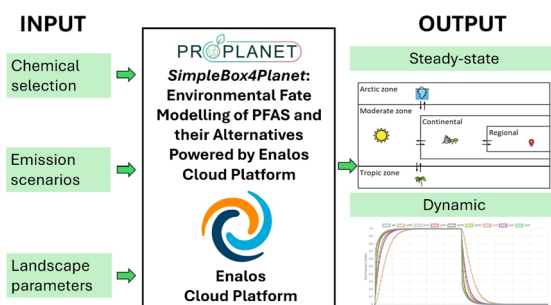 INPUT
OUTPUT
Chemical
selection
Emission
scenarios
Landscape
parameters
PROPLANET
SimpleBox4Planet:
Environmental Fate
Modelling of PFAS and
their Alternatives
Powered by Enalos
Cloud Platform
Enalos
Cloud Platform
Steady-state
Arctic zone
Moderate zone
Continental
Regional
Tropic zone
Dynamic